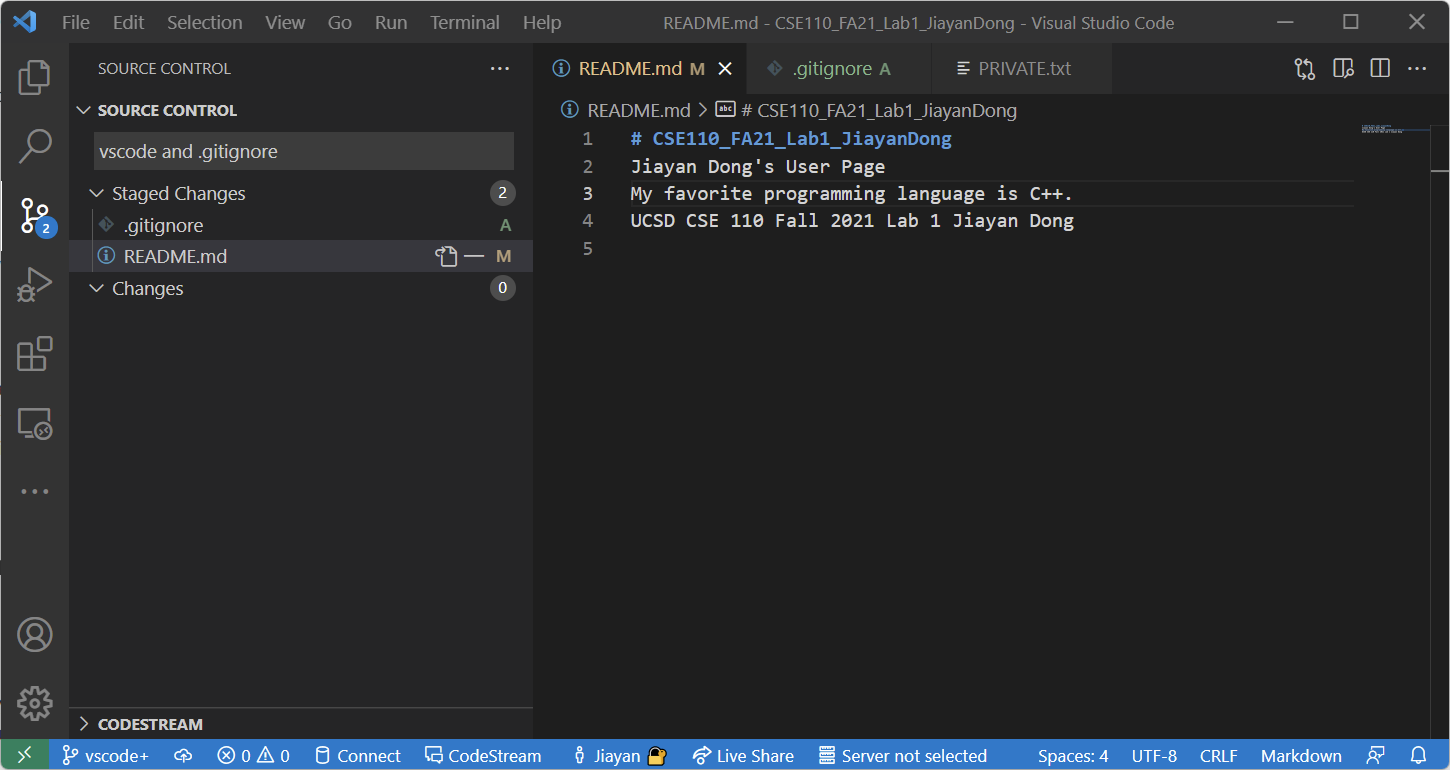 File Edit Selection View Go Run Terminal Help README.md - CSE110_FA21_Lab1_JiayanDong - Visual Studio Code
SOURCE CONTROL
README.md M .gitignore A PRIVATE.txt
SOURCE CONTROL
README.md > # CSE110_FA21_Lab1_JiayanDong
vscode and .gitignore
Staged Changes 2
.gitignore A
README.md M
Changes 0
2
1 # CSE110_FA21_Lab1_JiayanDong
2 Jiayan Dong's User Page
3 My favorite programming language is C++.
4 UCSD CSE 110 Fall 2021 Lab 1 Jiayan Dong
5
CODESTREAM
vscode+ 0 0 Connect CodeStream Jiayan Live Share Server not selected Spaces: 4 UTF-8 CRLF Markdown